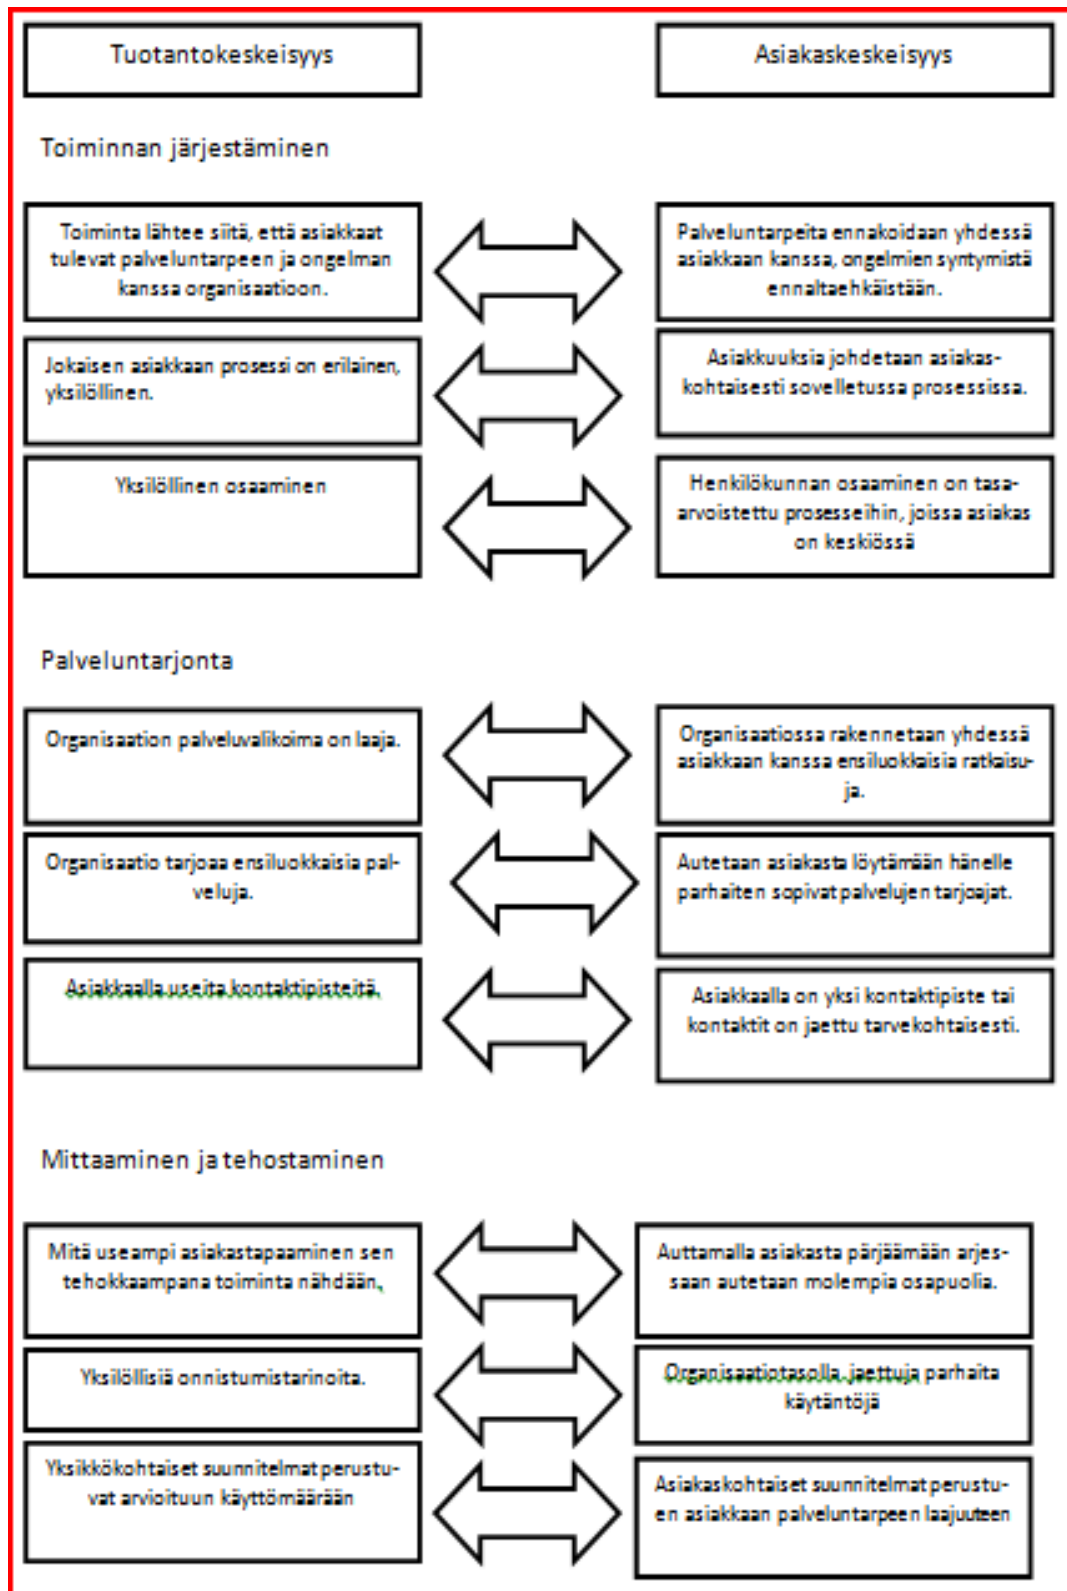 Tuotantokeskeisyys
Asiakaskeskeisyys
Toiminnan järjestäminen
Toiminta lähtee siitä, että asiakkaat
tulevat palveluntarpeen ja ongelman
kanssa organisaatioon.
Palveluntarpeita ennakoidaan yhdessä
asiakkaan kanssa, ongelmien syntymistä
ennaltaehkäistään.
Jokaisen asiakkaan prosessi on erilainen,
yksilöllinen.
Asiakkuuksia johdetaan asiakas-
kohtaisesti sovelletussa prosessissa.
Yksilöllinen osaaminen
Henkilökunnan osaaminen on tasa-
arvoistettu prosesseihin, joissa asiakas
on keskiössä
Palveluntarjonta
Organisaation palveluvalikoima on laaja.
Organisaatiossa rakennetaan yhdessä
asiakkaan kanssa ensiluokkaisia ratkaisu-
ja.
Organisaatio tarjoaa ensiluokkaisia pal-
veluja.
Autetaan asiakasta löytämään hänelle
parhaiten sopivat palvelujen tarjoajat.
Asiakkaalla useita kontaktipisteitä.
Asiakkaalla on yksi kontaktipiste tai
kontaktit on jaettu tarvekohtaisesti.
Mittaaminen ja tehostaminen
Mitä useampi asiakastapaaminen sen
tehokkaampana toiminta nähdään.
Auttamalla asiakasta pärjäämään arjes-
saan autetaan molempia osapuolia.
Yksilöllisiä onnistumistarinoita.
Organisaatiotasolla jaettuja parhaita
käytäntöjä
Yksikkökohtaiset suunnitelmat perustu-
vat arvioituun käyttömäärään
Asiakaskohtaiset suunnitelmat perustu-
en asiakkaan palveluntarpeen laajuuteen